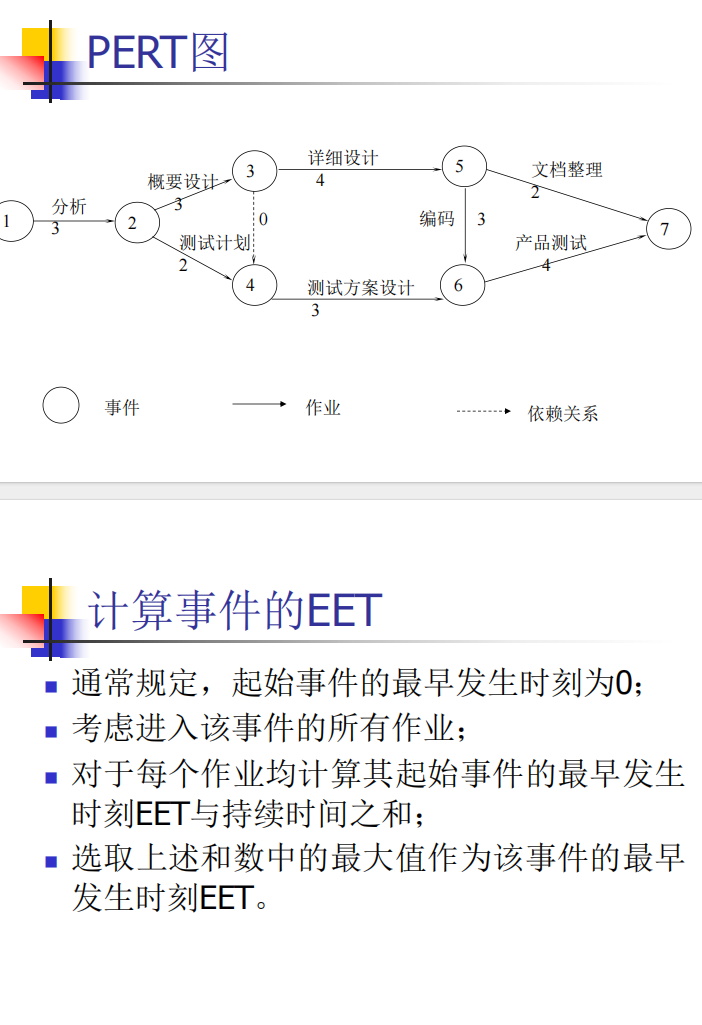 PERT图
详细设计
4
3
5
文档整理
2
概要设计
3
分析
3
1
2
0
编码
3
7
测试计划
2
产品测试
4
4
测试方案设计
3
6
事件
作业
依赖关系
计算事件的EET
通常规定，起始事件的最早发生时刻为0；
考虑进入该事件的所有作业；
对于每个作业均计算其起始事件的最早发生
时刻EET与持续时间之和；
选取上述和数中的最大值作为该事件的最早
发生时刻EET。